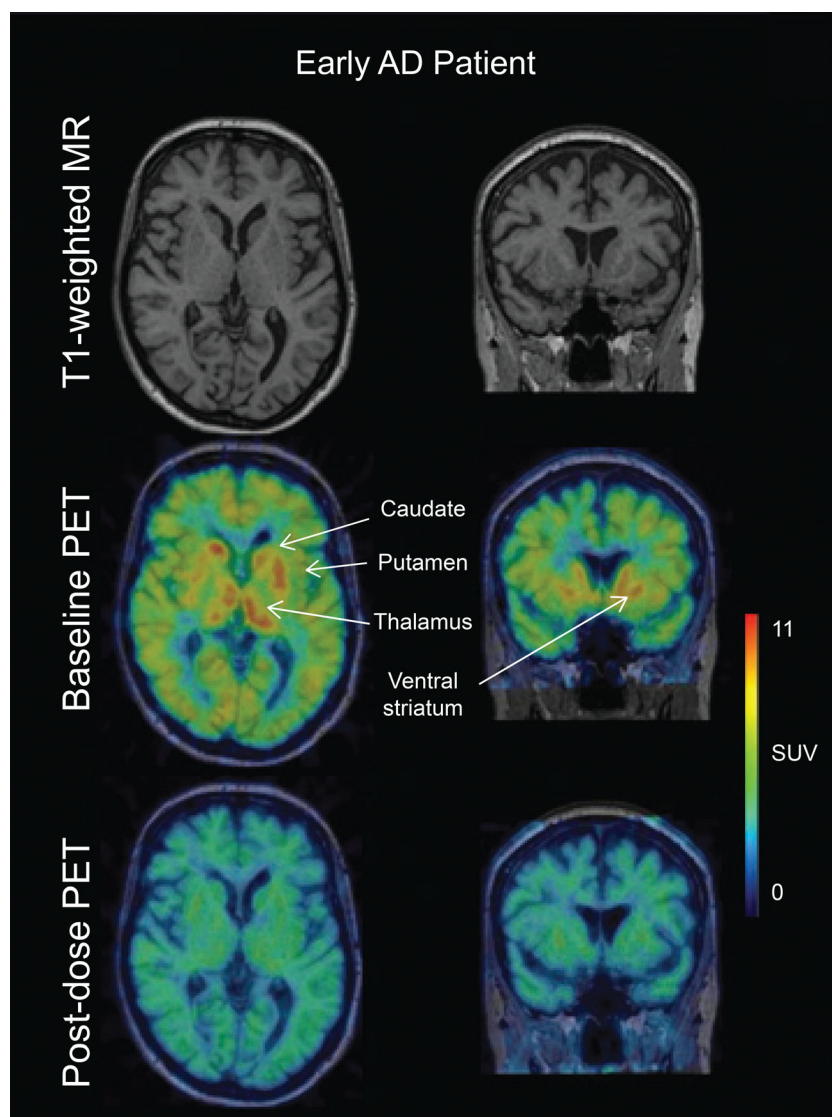 Early AD Patient
T1-weighted MR
Baseline PET
Caudate
Putamen
Thalamus
Ventral
striatum
11
SUV
0
Post-dose PET